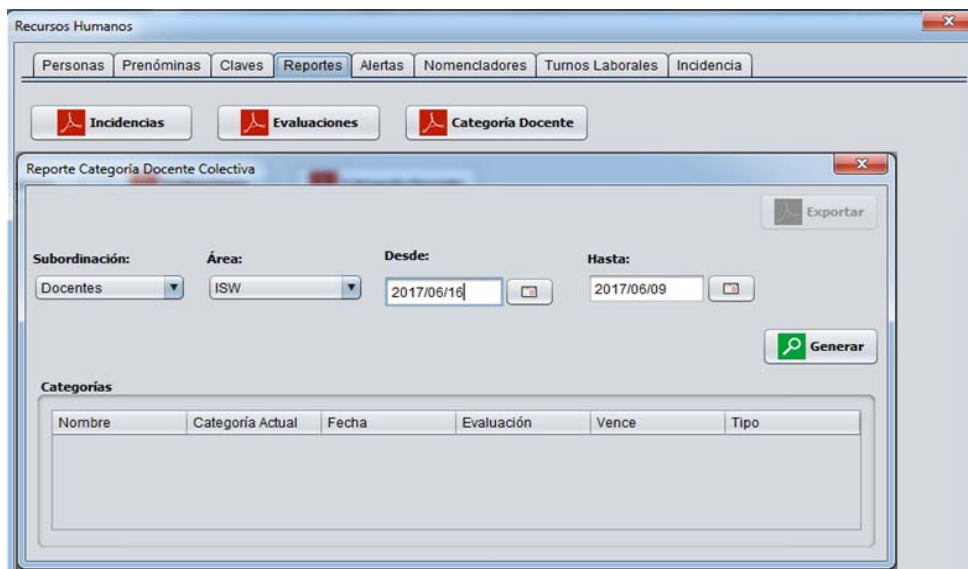 Recursos Humanos
Personas Prenóminas Claves Reportes Alertas Nomencladores Turnos Laborales Incidencia
Incidencias Evaluaciones Categoría Docente
Reporte Categoría Docente Colectiva
Exportar
Subordinación: Área: Desde: Hasta:
Docentes ISW 2017/06/16 2017/06/09
Generar
Categorías
Nombre Categoría Actual Fecha Evaluación Vence Tipo